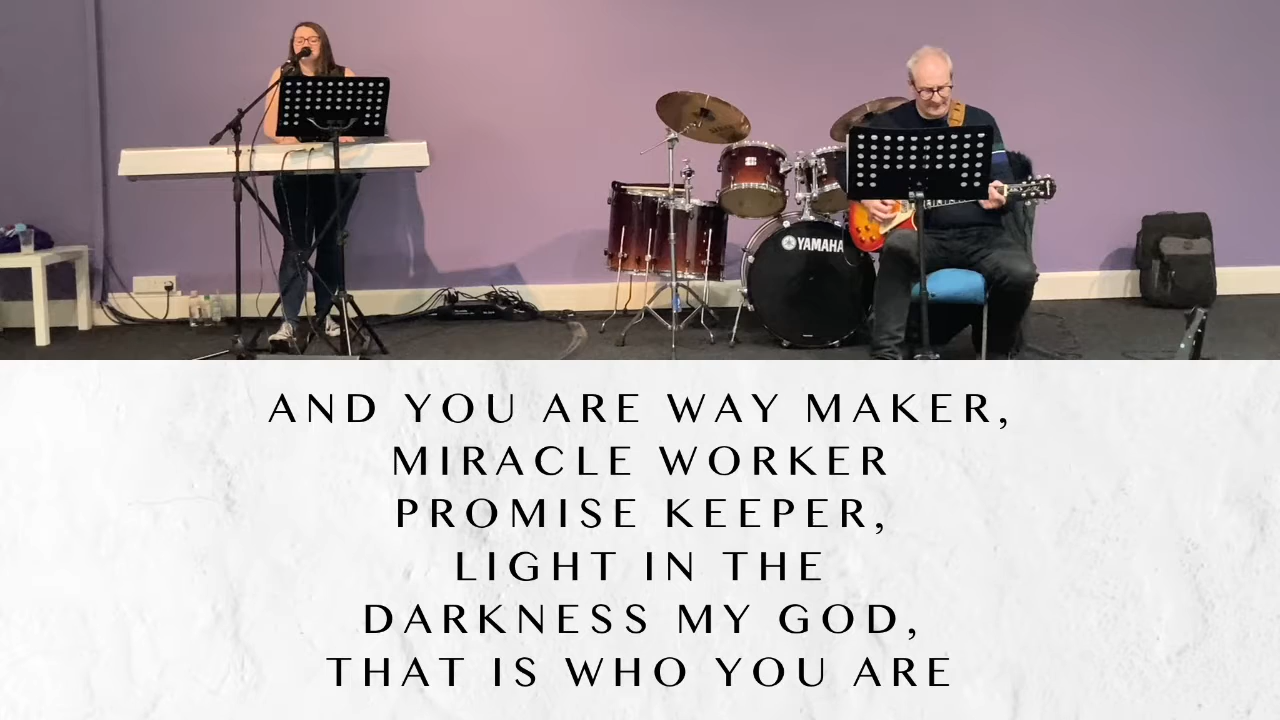 YAMAHA
AND YOU ARE WAY MAKER,
MIRACLE WORKER
PROMISE KEEPER,
LIGHT IN THE
DARKNESS MY GOD,
THAT IS WHO YOU ARE